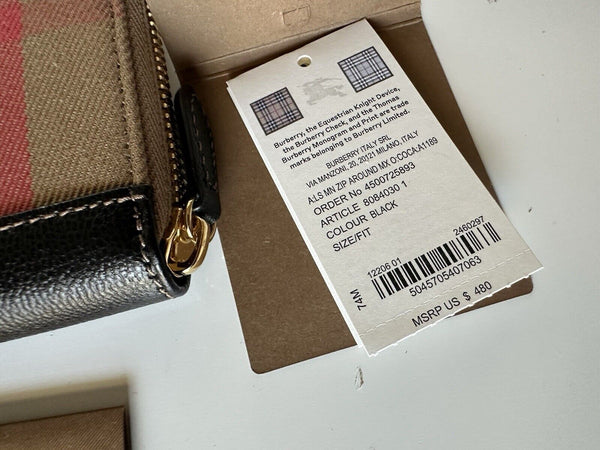 Burberry, the Equestrian Knight Device,
the Burberry Check, and the Thomas
Burberry Monogram and Print are trade
marks belonging to Burberry Limited.
BURBERRY ITALY SRL
VIA MANZONI, 20, 20121 MILANO, ITALY
A:LS MN ZIP AROUND MX O:COCA/A1189
ORDER No 4500725893
ARTICLE 8084030 1
COLOUR BLACK
SIZE/FIT
74M
12206 01
2460297
5045705407063
MSRP US $ 480